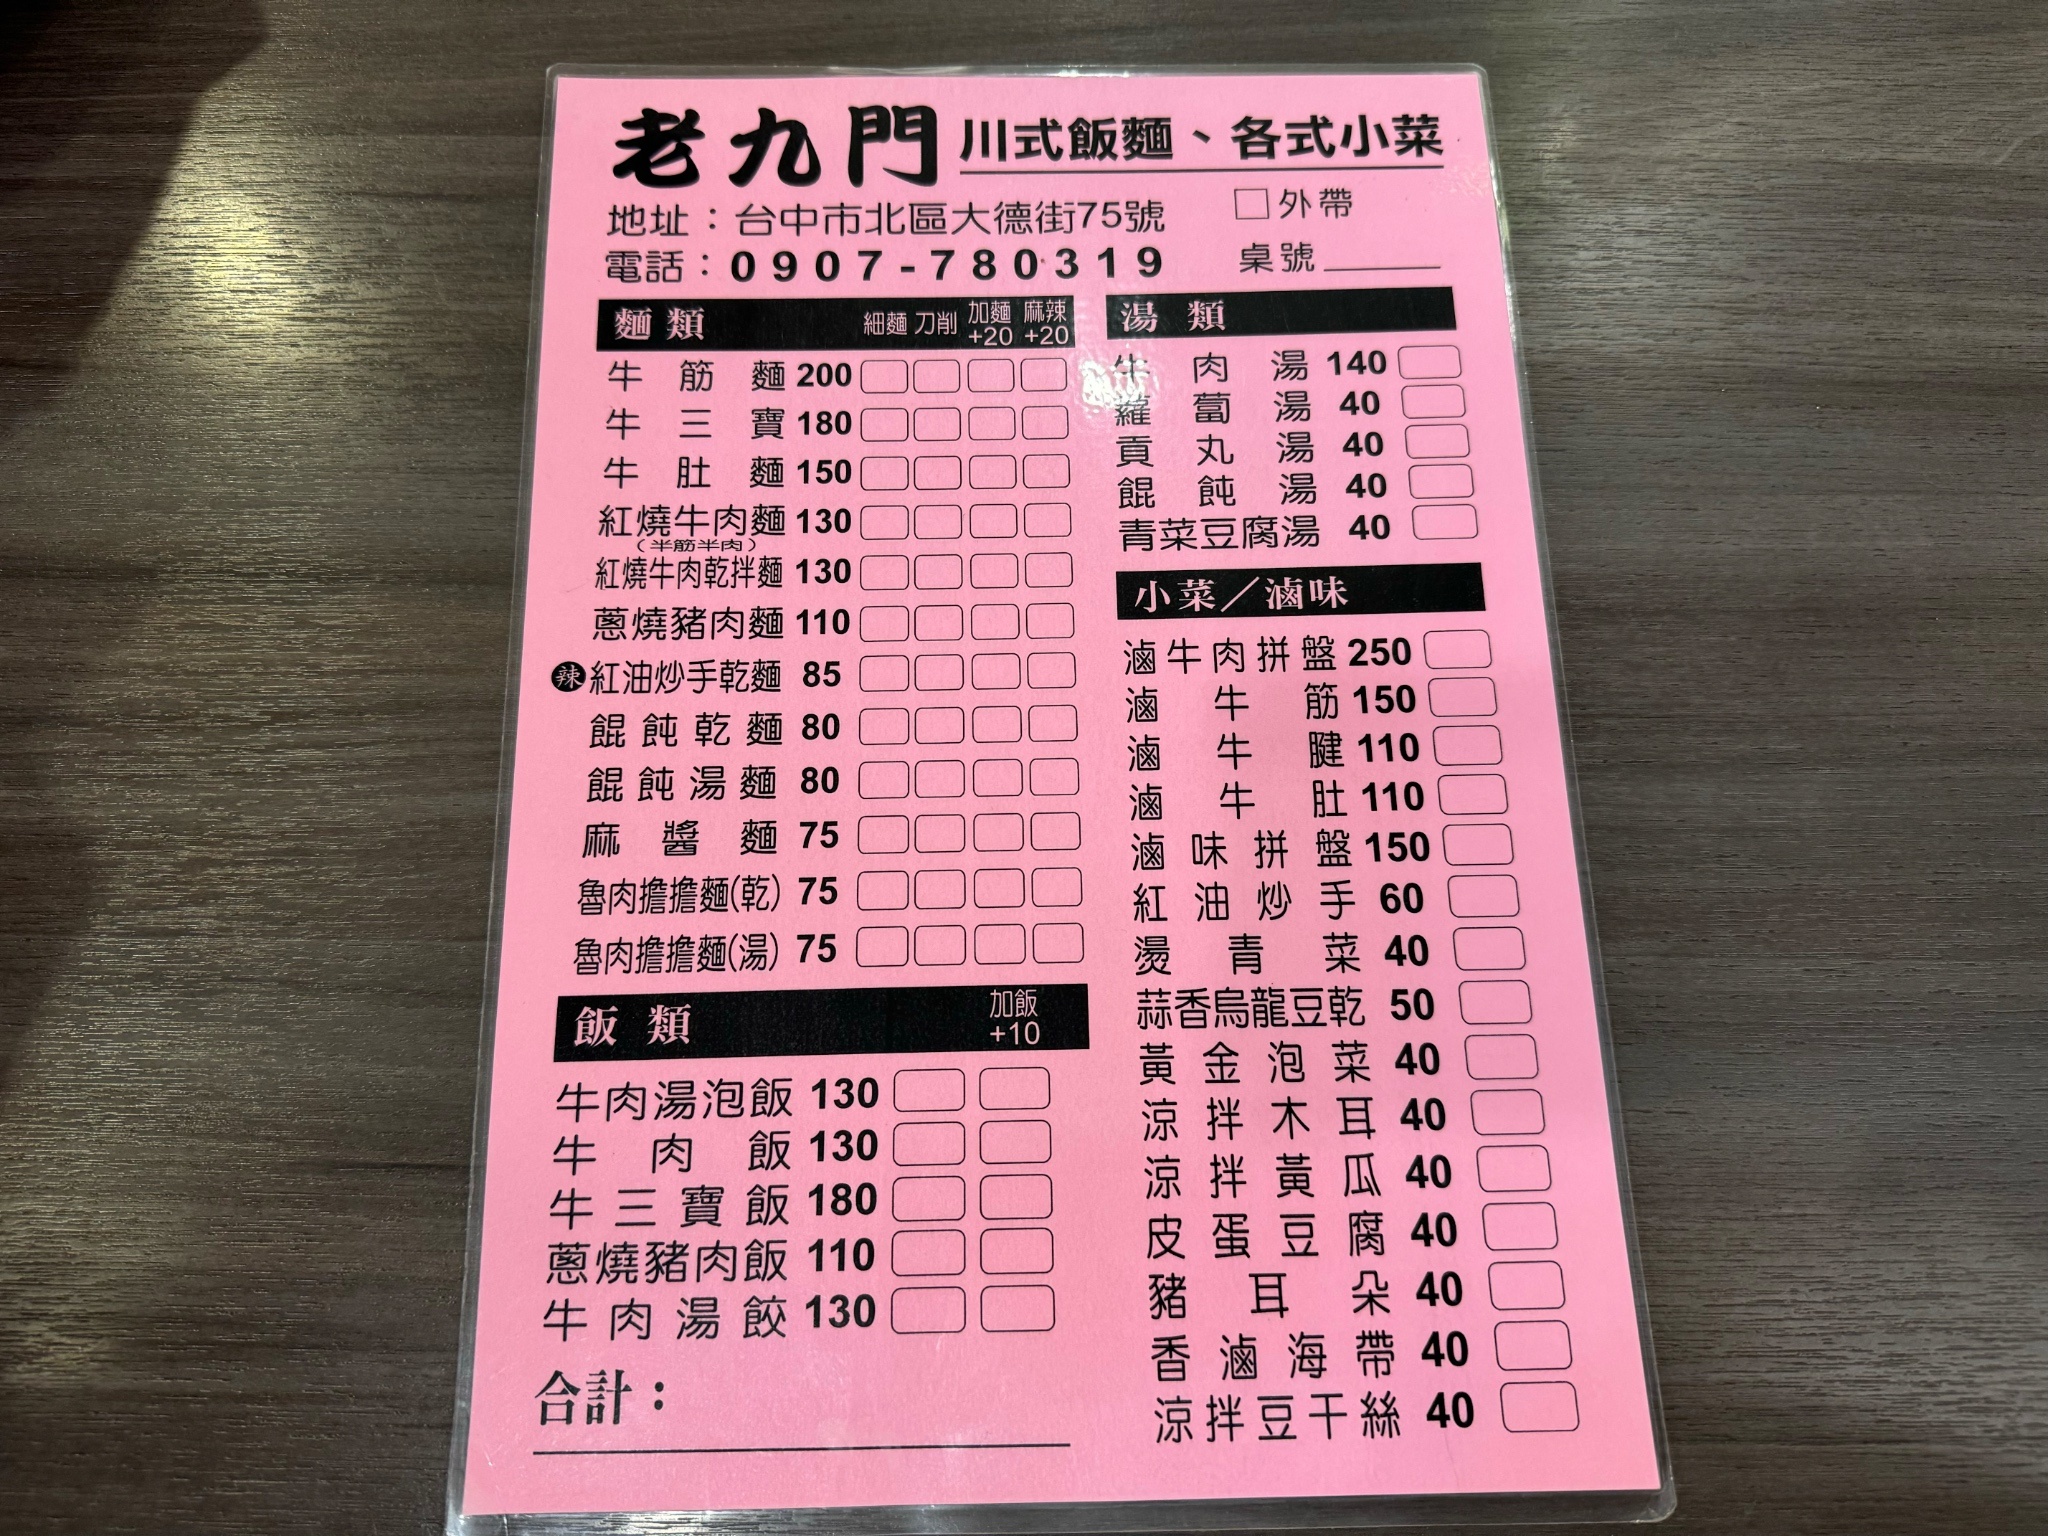 老九門 川式飯麵、各式小菜
地址：台中市北區大德街75號
電話：0907-780319
□外帶
桌號
麵類 細麵 刀削 加麵+20 麻辣+20
牛筋麵 200
牛三寶 180
牛肚麵 150
紅燒牛肉麵 130
（半筋半肉）
紅燒牛肉乾拌麵 130
蔥燒豬肉麵 110
辣 紅油炒手乾麵 85
餛飩乾麵 80
餛飩湯麵 80
麻醬麵 75
魯肉擔擔麵(乾) 75
魯肉擔擔麵(湯) 75
飯類 加飯+10
牛肉湯泡飯 130
牛肉飯 130
牛三寶飯 180
蔥燒豬肉飯 110
牛肉湯餃 130
合計：
湯類
牛肉湯 140
蘿蔔湯 40
貢丸湯 40
餛飩湯 40
青菜豆腐湯 40
小菜／滷味
滷牛肉拼盤 250
滷牛筋 150
滷牛腱 110
滷牛肚 110
滷味拼盤 150
紅油炒手 60
燙青菜 40
蒜香烏龍豆乾 50
黃金泡菜 40
涼拌木耳 40
涼拌黃瓜 40
皮蛋豆腐 40
豬耳朵 40
香滷海帶 40
涼拌豆干絲 40